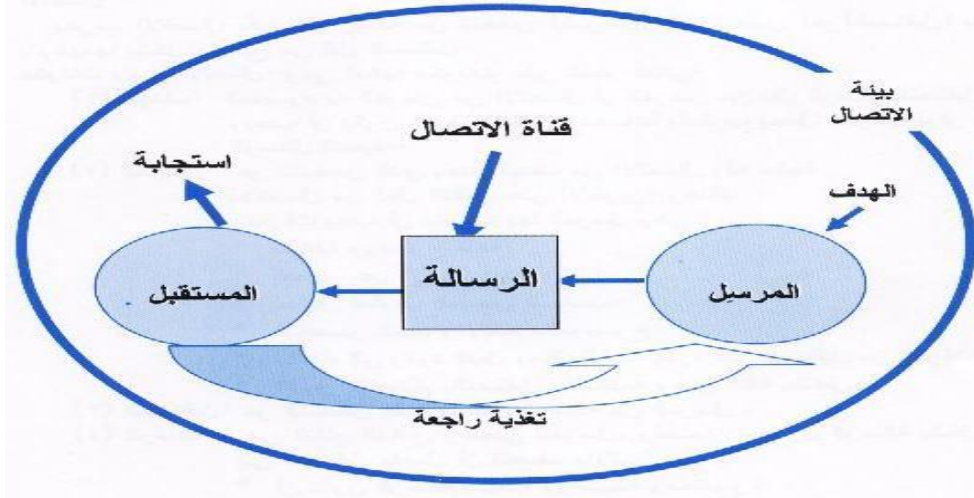 بيئة
الاتصال
قناة الاتصال
استجابة
الهدف
المرسل
الرسالة
المستقبل
تغذية راجعة